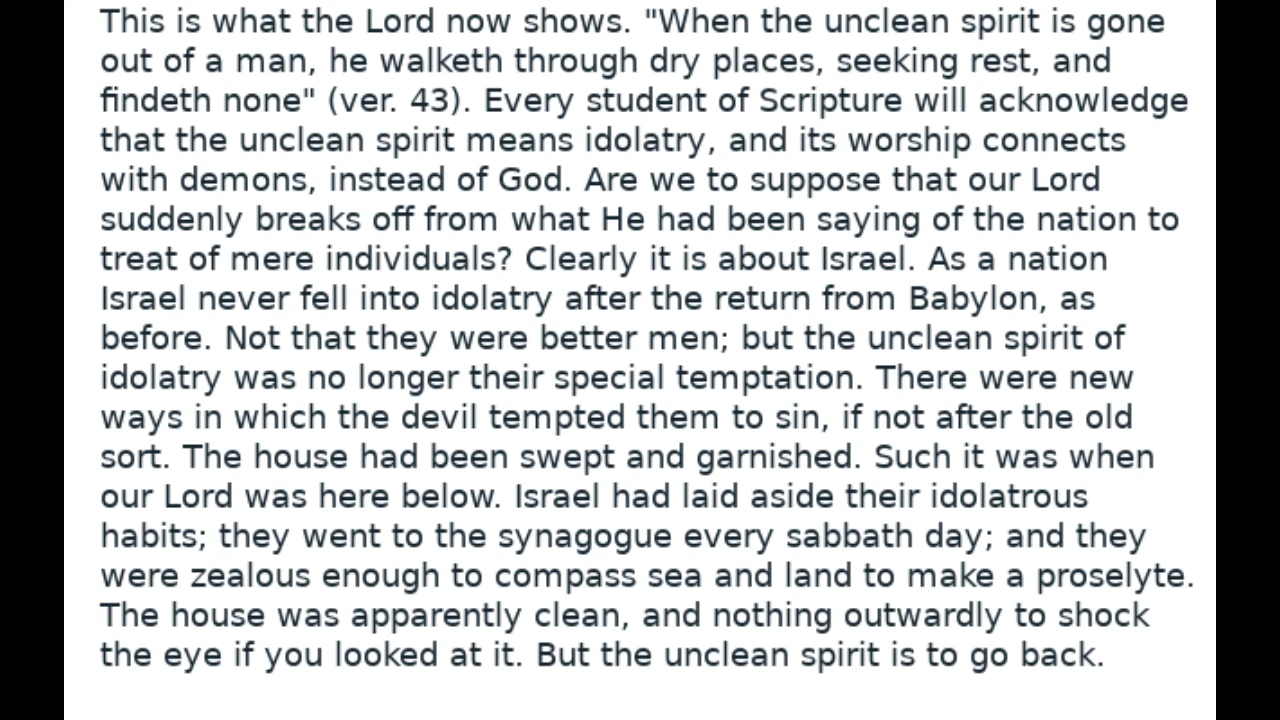 This is what the Lord now shows. "When the unclean spirit is gone
out of a man, he walketh through dry places, seeking rest, and
findeth none" (ver. 43). Every student of Scripture will acknowledge
that the unclean spirit means idolatry, and its worship connects
with demons, instead of God. Are we to suppose that our Lord
suddenly breaks off from what He had been saying of the nation to
treat of mere individuals? Clearly it is about Israel. As a nation
Israel never fell into idolatry after the return from Babylon, as
before. Not that they were better men; but the unclean spirit of
idolatry was no longer their special temptation. There were new
ways in which the devil tempted them to sin, if not after the old
sort. The house had been swept and garnished. Such it was when
our Lord was here below. Israel had laid aside their idolatrous
habits; they went to the synagogue every sabbath day; and they
were zealous enough to compass sea and land to make a proselyte.
The house was apparently clean, and nothing outwardly to shock
the eye if you looked at it. But the unclean spirit is to go back.